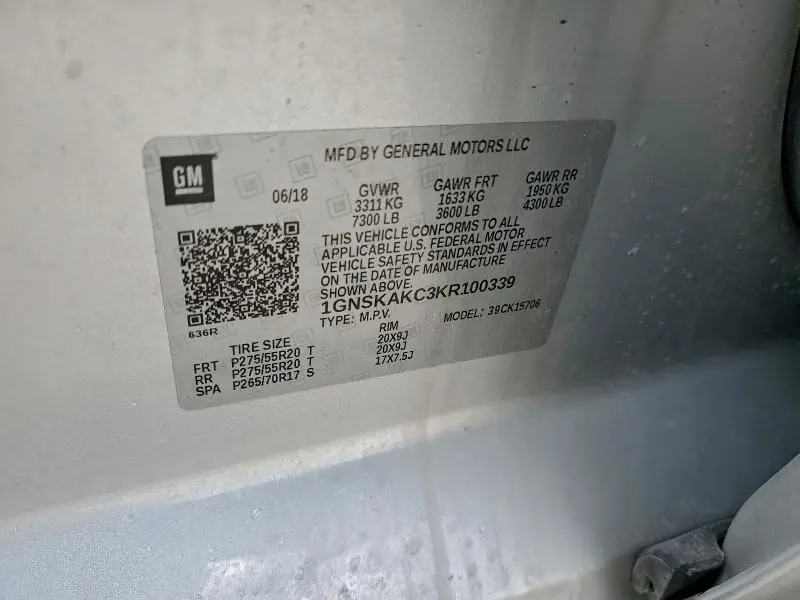 MFD BY GENERAL MOTORS LLC
GM
06/18 GVWR GAWR FRT GAWR RR
3311 KG 1633 KG 1950 KG
7300 LB 3600 LB 4300 LB
THIS VEHICLE CONFORMS TO ALL
APPLICABLE U.S. FEDERAL MOTOR
VEHICLE SAFETY STANDARDS IN EFFECT
ON THE DATE OF MANUFACTURE
SHOWN ABOVE.
1GNSKAKC3KR100339
TYPE: M.P.V. MODEL: 39CK15706
636R
TIRE SIZE RIM
FRT P275/55R20 T 20X9J
RR P275/55R20 T 20X9J
SPA P265/70R17 S 17X7.5J